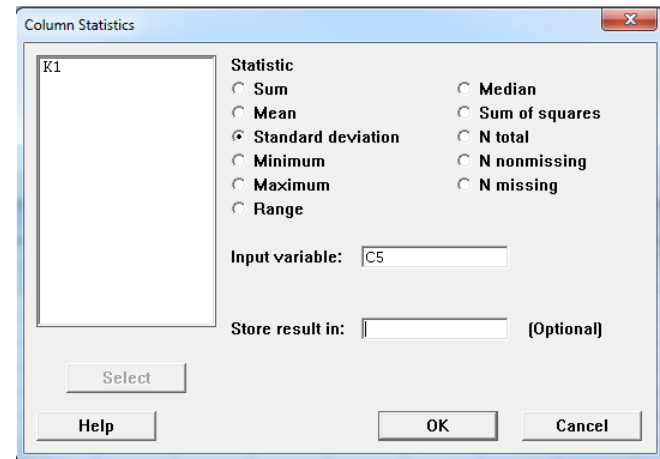 Column Statistics
K1
Statistic
Sum
Mean
Standard deviation
Minimum
Maximum
Range
Median
Sum of squares
N total
N nonmissing
N missing
Input variable: C5
Store result in: (Optional)
Select
Help OK Cancel